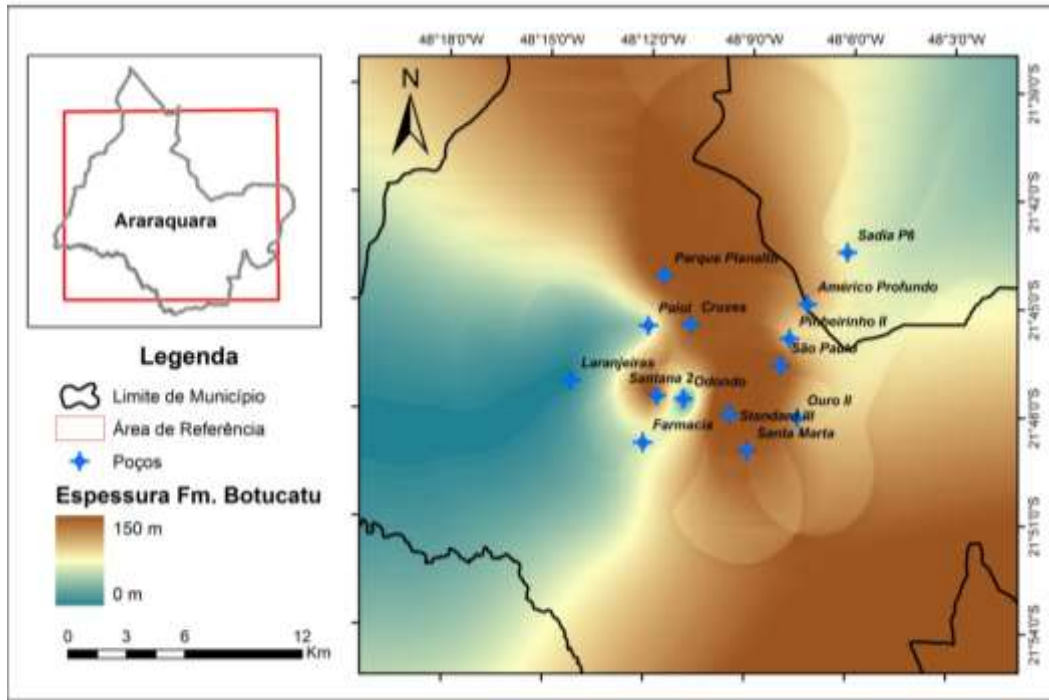 48°18'0"W 48°15'0"W 48°12'0"W 48°9'0"W 48°6'0"W 48°3'0"W
21°39'0"S
21°42'0"S
21°45'0"S
21°48'0"S
21°51'0"S
21°54'0"S
N
Araraquara
Legenda
Limite de Município
Área de Referência
Poços
Espessura Fm. Botucatu
150 m
0 m
0 3 6 12
Km
Sadia P6
Parque Planalto
Américo Profundo
Paiol Cruzes
Pinheirinho II
São Paulo
Laranjeiras
Santana 2 Odondo
Ouro II
Standard III
Farmacia
Santa Marta